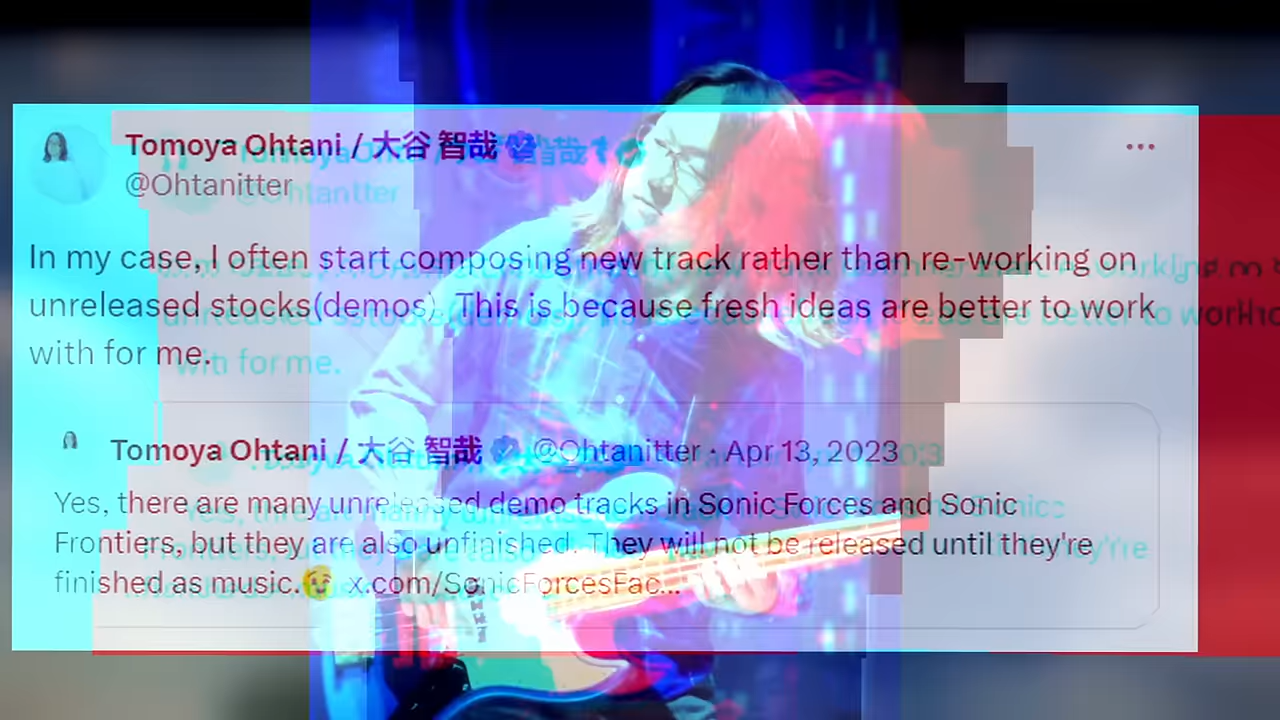 Tomoya Ohtani / 大谷 智哉
@Ohtanitter
In my case, I often start composing new track rather than re-working on
unreleased stocks(demos). This is because fresh ideas are better to work
with for me.
Tomoya Ohtani / 大谷 智哉 @Ohtanitter · Apr 13, 2023
Yes, there are many unreleased demo tracks in Sonic Forces and Sonic
Frontiers, but they are also unfinished. They will not be released until they're
finished as music.😢 x.com/SonicForcesFac...